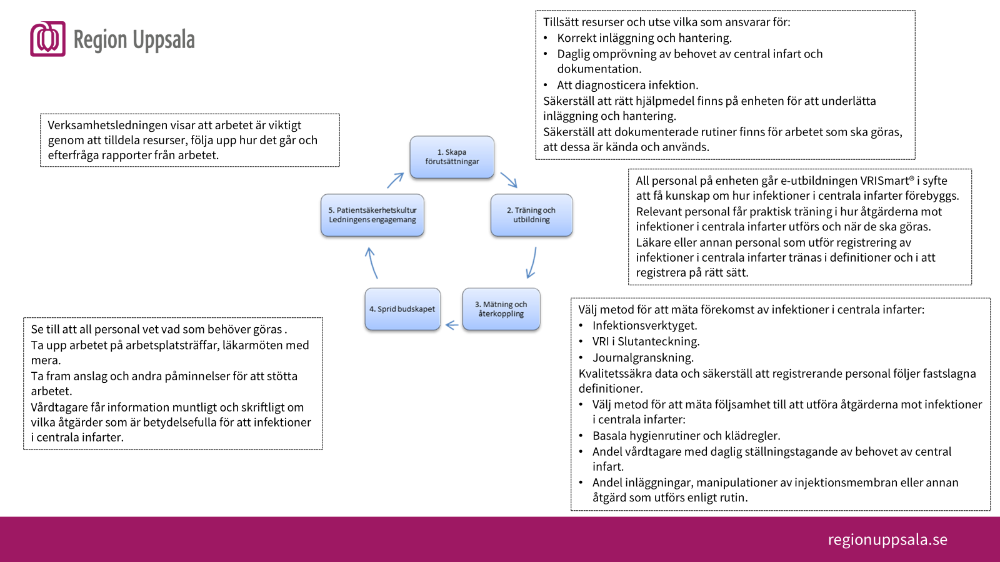 Region Uppsala
Tillsätt resurser och utse vilka som ansvarar för:
• Korrekt inläggning och hantering.
• Daglig omprövning av behovet av central infart och
dokumentation.
• Att diagnosticera infektion.
Säkerställ att rätt hjälpmedel finns på enheten för att underlätta
inläggning och hantering.
Säkerställ att dokumenterade rutiner finns för arbetet som ska göras,
att dessa är kända och används.
Verksamhetsledningen visar att arbetet är viktigt
genom att tilldela resurser, följa upp hur det går och
efterfråga rapporter från arbetet.
1. Skapa
förutsättningar
2. Träning och
utbildning
3. Mätning och
återkoppling
4. Sprid budskapet
5. Patientsäkerhetskultur
Ledningens engagemang
All personal på enheten går e-utbildningen VRISmart® i syfte
att få kunskap om hur infektioner i centrala infarter förebyggs.
Relevant personal får praktisk träning i hur åtgärderna mot
infektioner i centrala infarter utförs och när de ska göras.
Läkare eller annan personal som utför registrering av
infektioner i centrala infarter tränas i definitioner och i att
registrera på rätt sätt.
Välj metod för att mäta förekomst av infektioner i centrala infarter:
• Infektionsverktyget.
• VRI i Slutanteckning.
• Journalgranskning.
Kvalitetssäkra data och säkerställ att registrerande personal följer fastslagna
definitioner.
• Välj metod för att mäta följsamhet till att utföra åtgärderna mot infektioner
i centrala infarter:
• Basala hygienrutiner och klädregler.
• Andel vårdtagare med daglig ställningstagande av behovet av central
infart.
• Andel inläggningar, manipulationer av injektionsmembran eller annan
åtgärd som utförs enligt rutin.
Se till att all personal vet vad som behöver göras .
Ta upp arbetet på arbetsplatsträffar, läkarmöten med
mera.
Ta fram anslag och andra påminnelser för att stötta
arbetet.
Vårdtagare får information muntligt och skriftligt om
vilka åtgärder som är betydelsefulla för att infektioner
i centrala infarter.
regionuppsala.se